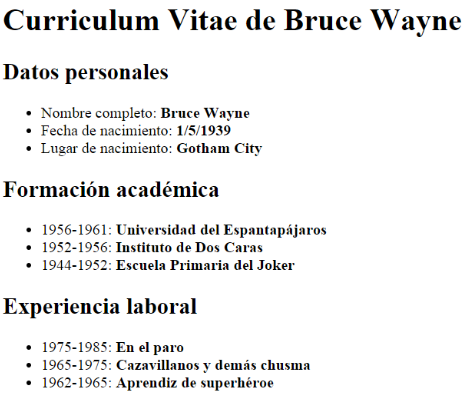 Curriculum Vitae de Bruce Wayne
Datos personales
• Nombre completo: Bruce Wayne
• Fecha de nacimiento: 1/5/1939
• Lugar de nacimiento: Gotham City
Formación académica
• 1956-1961: Universidad del Espantapájaros
• 1952-1956: Instituto de Dos Caras
• 1944-1952: Escuela Primaria del Joker
Experiencia laboral
• 1975-1985: En el paro
• 1965-1975: Cazavillanos y demás chusma
• 1962-1965: Aprendiz de superhéroe